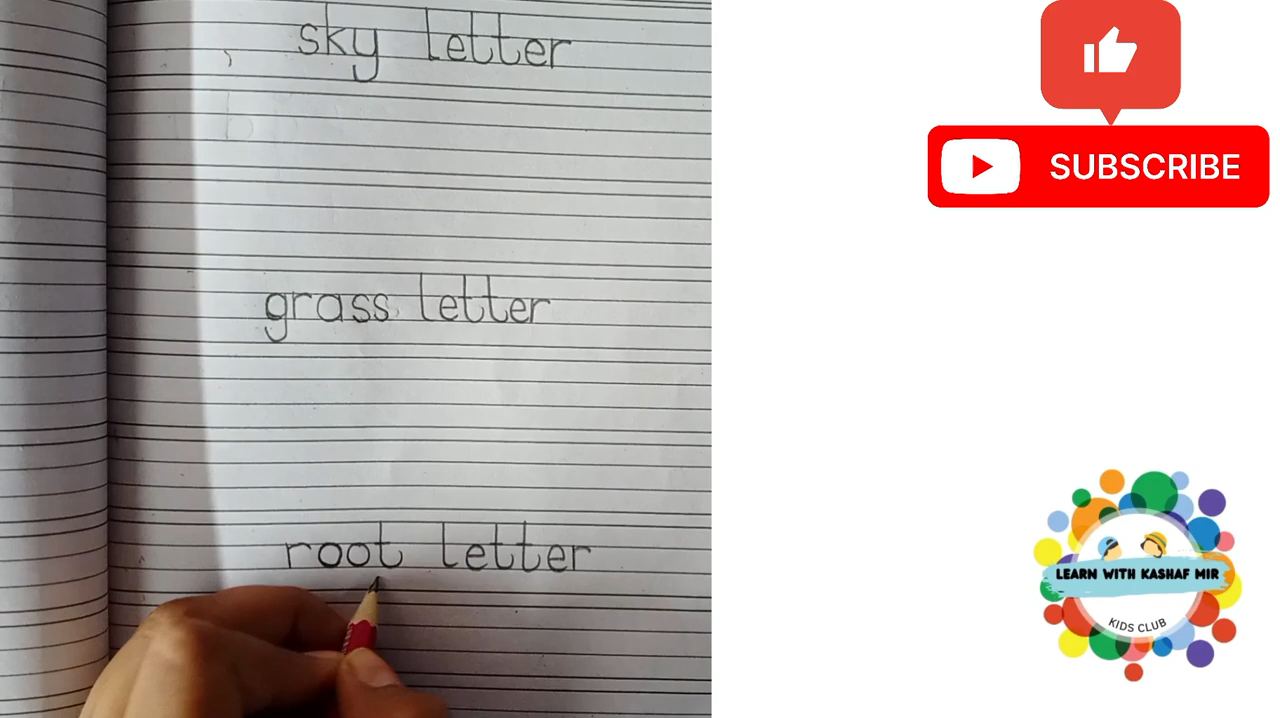 sky letter
grass letter
root letter
SUBSCRIBE
LEARN WITH KASHAF MIR
KIDS CLUB